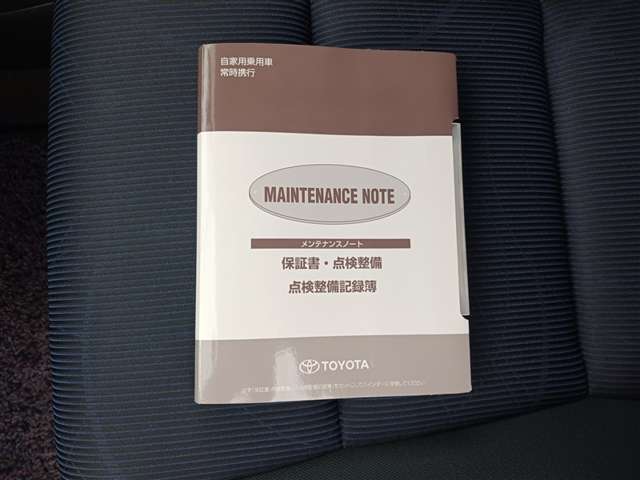 自家用乗用車
常時携行
MAINTENANCE NOTE
メンテナンスノート
保証書・点検整備
点検整備記録簿
TOYOTA